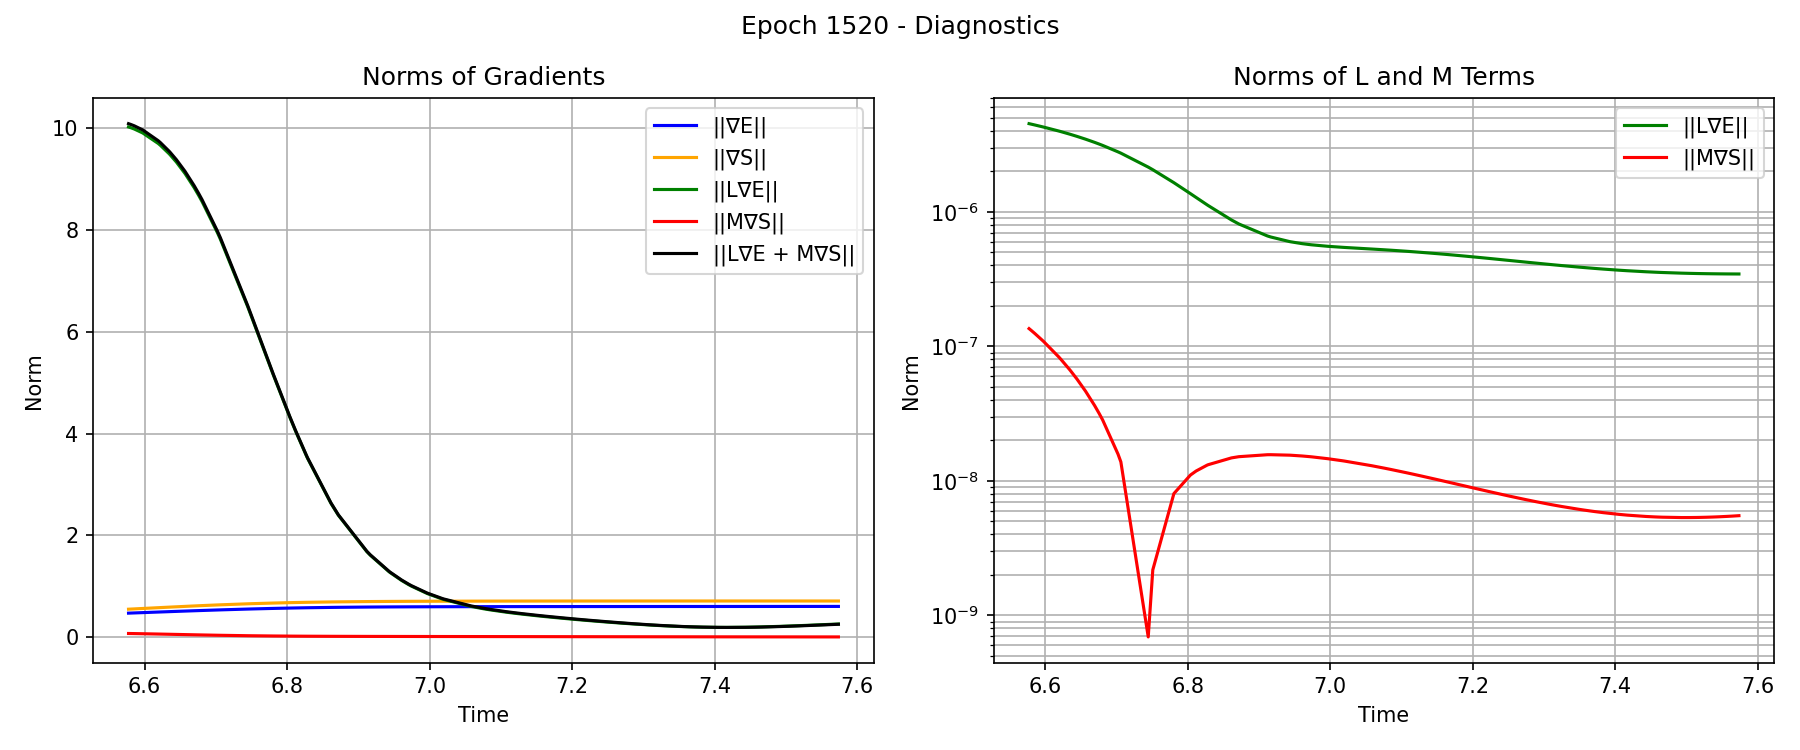 Epoch 1520 - Diagnostics
Norms of Gradients
Norm
10
8
6
4
2
0
||∇E||
||∇S||
||L∇E||
||M∇S||
||L∇E + M∇S||
6.6 6.8 7.0 7.2 7.4 7.6
Time
Norms of L and M Terms
Norm
10⁻⁶
10⁻⁷
10⁻⁸
10⁻⁹
||L∇E||
||M∇S||
6.6 6.8 7.0 7.2 7.4 7.6
Time